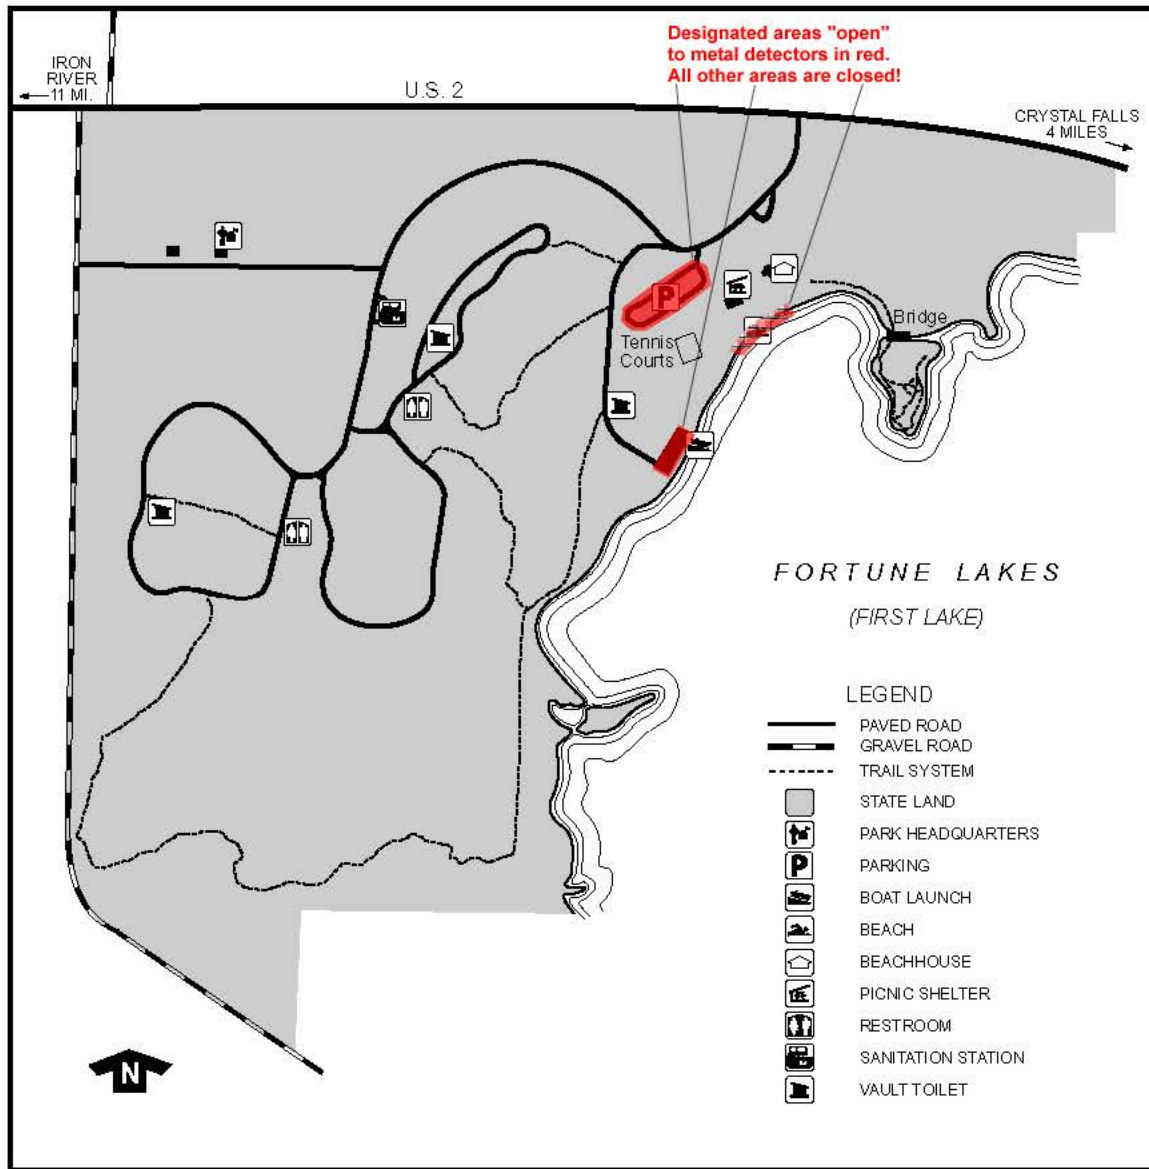 Designated areas "open"
to metal detectors in red.
All other areas are closed!
IRON
RIVER
11 MI.
U.S. 2
CRYSTAL FALLS
4 MILES
P
Bridge
Tennis
Courts
FORTUNE LAKES
(FIRST LAKE)
LEGEND
PAVED ROAD
GRAVEL ROAD
TRAIL SYSTEM
STATE LAND
PARK HEADQUARTERS
P PARKING
BOAT LAUNCH
BEACH
BEACHHOUSE
PICNIC SHELTER
RESTROOM
SANITATION STATION
VAULT TOILET
N